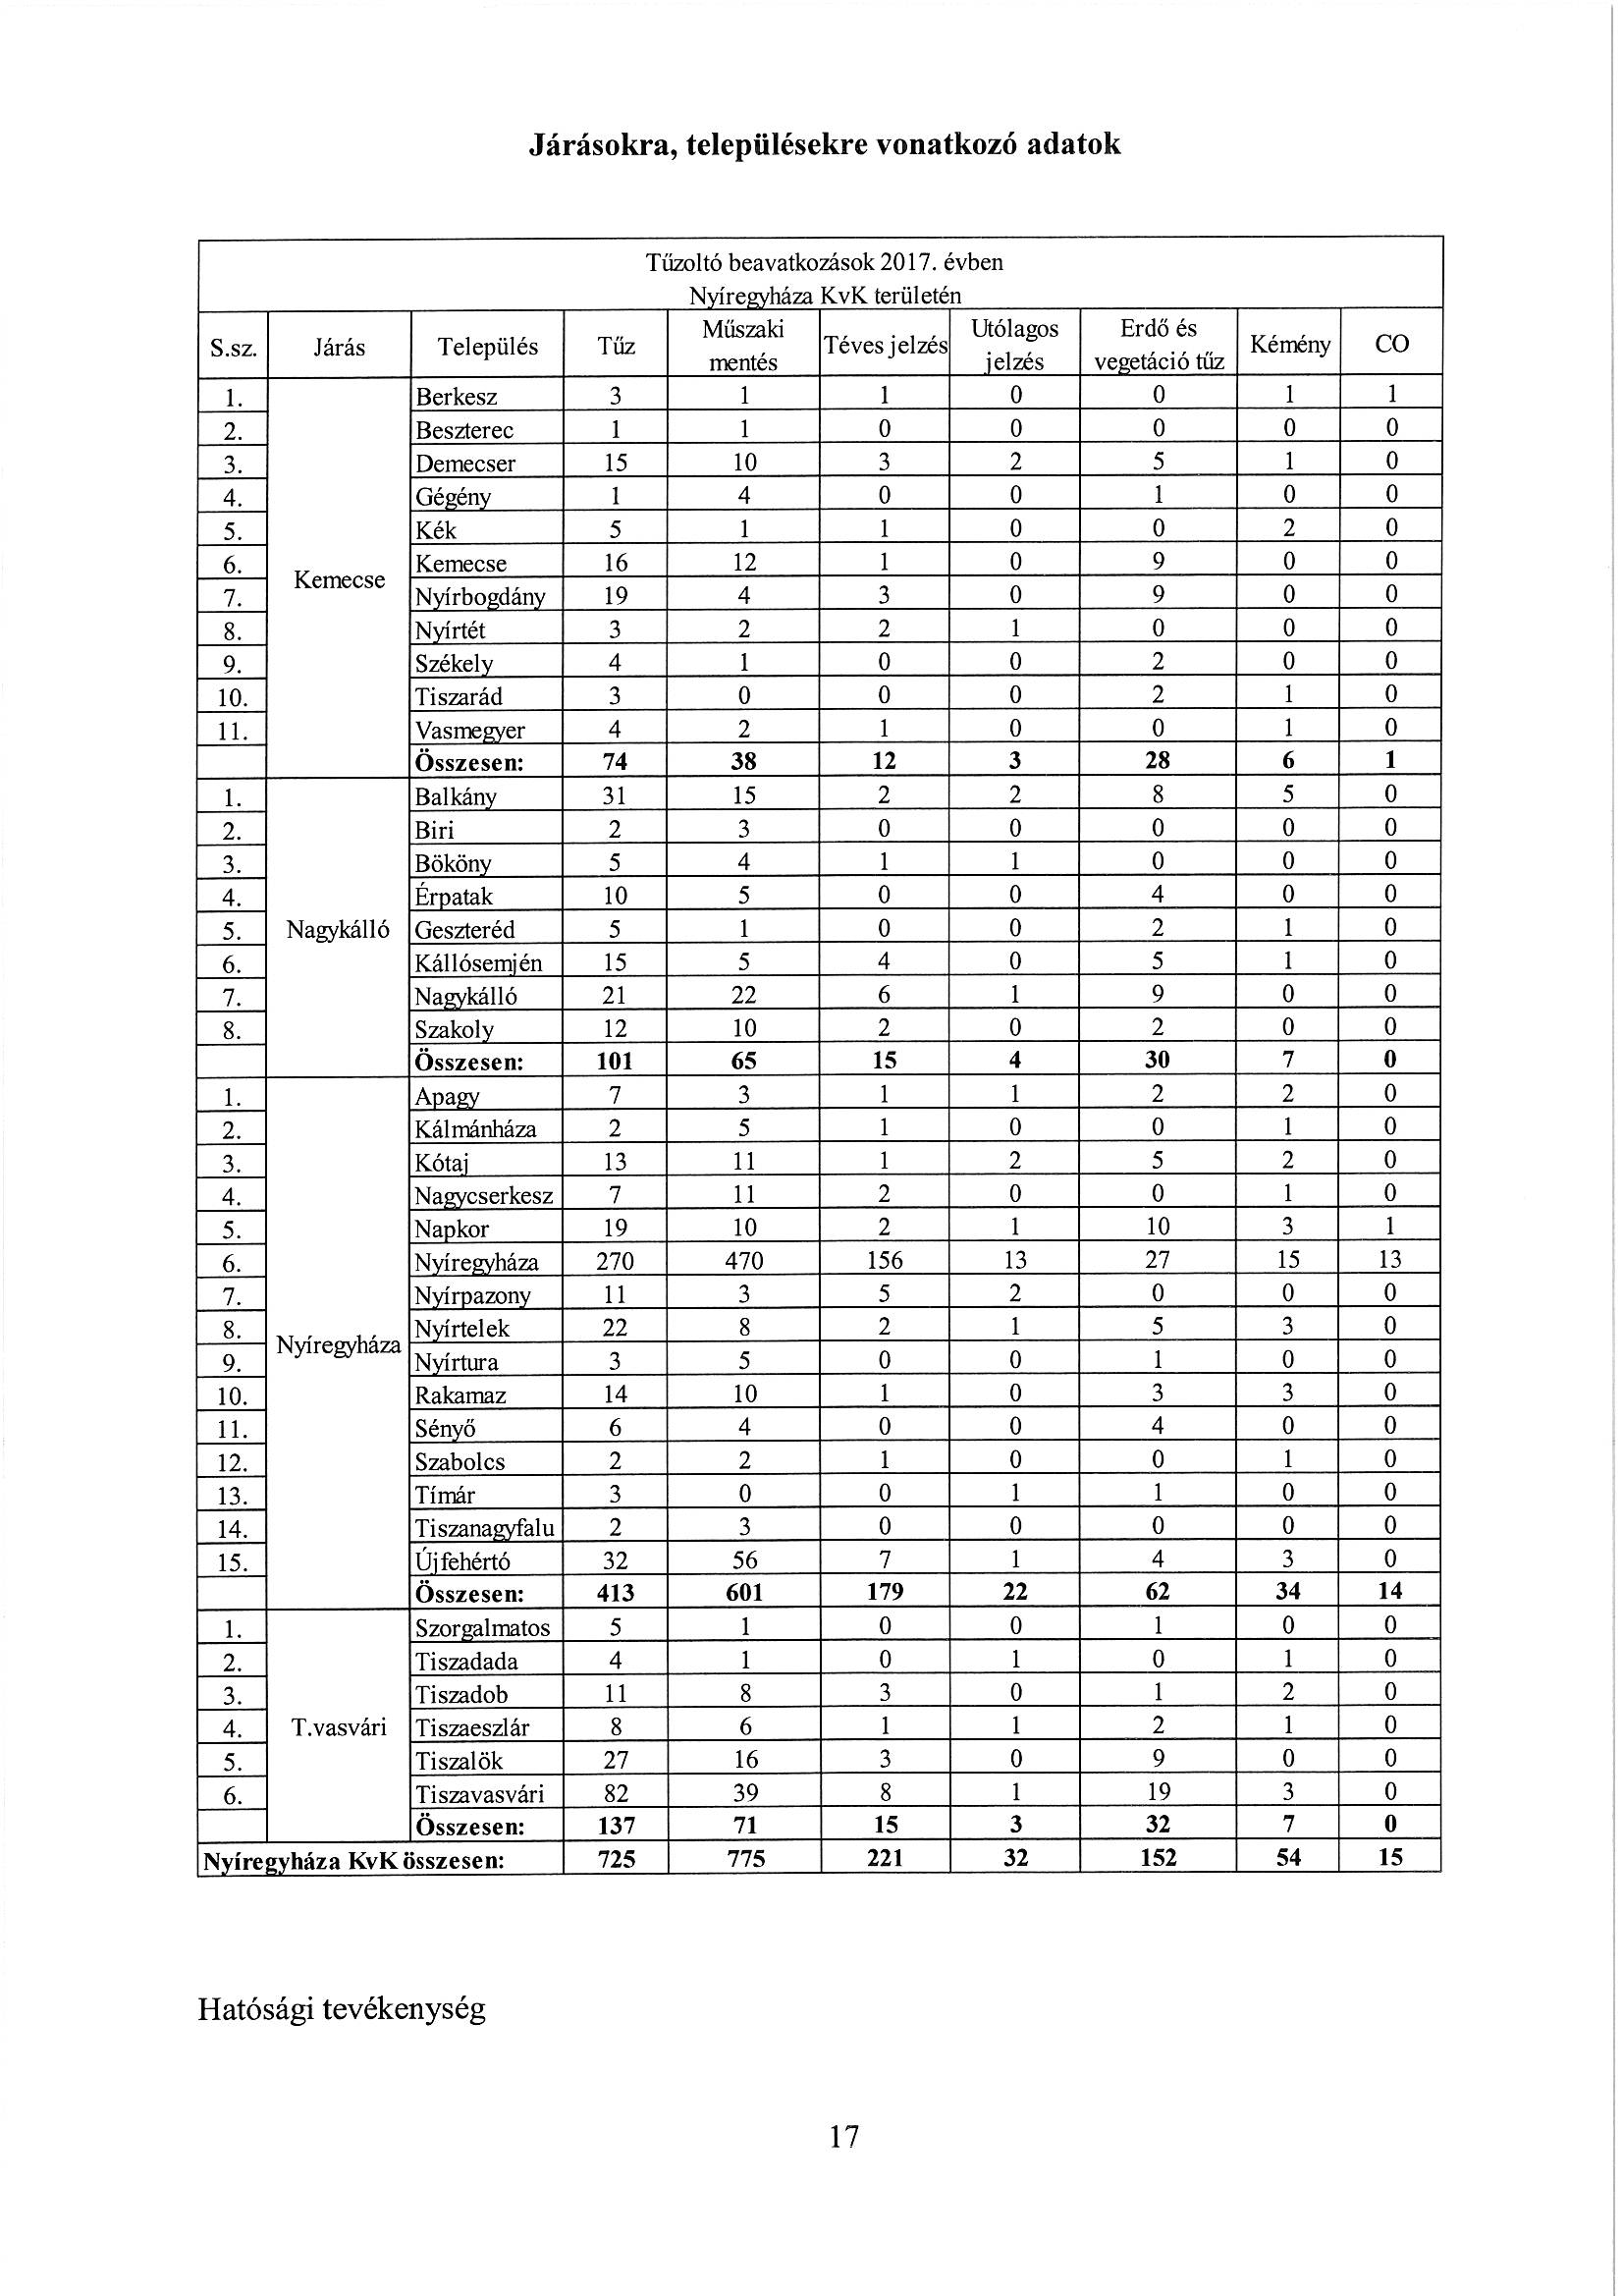 Járásokra, településekre vonatkozó adatok
Tűzoltó beavatkozások 2017. évben
Nyíregyháza KvK területén
S.sz. Járás Település Tűz Műszaki mentés Téves jelzés Utólagos jelzés Erdő és vegetáció tűz Kémény CO
1. Berkesz 3 1 1 0 0 1 1
2. Beszterec 1 1 0 0 0 0 0
3. Demecser 15 10 3 2 5 1 0
4. Gégény 1 4 0 0 1 0 0
5. Kék 5 1 1 0 0 2 0
6. Kemecse 16 12 1 0 9 0 0
Kemecse
7. Nyírbogdány 19 4 3 0 9 0 0
8. Nyírtét 3 2 2 1 0 0 0
9. Székely 4 1 0 0 2 0 0
10. Tiszarád 3 0 0 0 2 1 0
11. Vasmegyer 4 2 1 0 0 1 0
Összesen: 74 38 12 3 28 6 1
1. Balkány 31 15 2 2 8 5 0
2. Biri 2 3 0 0 0 0 0
3. Bököny 5 4 1 1 0 0 0
4. Érpatak 10 5 0 0 4 0 0
5. Nagykálló Geszteréd 5 1 0 0 2 1 0
6. Kállósemjén 15 5 4 0 5 1 0
7. Nagykálló 21 22 6 1 9 0 0
8. Szakoly 12 10 2 0 2 0 0
Összesen: 101 65 15 4 30 7 0
1. Apagy 7 3 1 1 2 2 0
2. Kálmánháza 2 5 1 0 0 1 0
3. Kótaj 13 11 1 2 5 2 0
4. Nagycserkesz 7 11 2 0 0 1 0
5. Napkor 19 10 2 1 10 3 1
6. Nyíregyháza 270 470 156 13 27 15 13
7. Nyírpazony 11 3 5 2 0 0 0
8. Nyírtelek 22 8 2 1 5 3 0
Nyíregyháza
9. Nyírtura 3 5 0 0 1 0 0
10. Rakamaz 14 10 1 0 3 3 0
11. Sényő 6 4 0 0 4 0 0
12. Szabolcs 2 2 1 0 0 1 0
13. Tímár 3 0 0 1 1 0 0
14. Tiszanagyfalu 2 3 0 0 0 0 0
15. Újfehértó 32 56 7 1 4 3 0
Összesen: 413 601 179 22 62 34 14
1. Szorgalmatos 5 1 0 0 1 0 0
2. Tiszadada 4 1 0 1 0 1 0
3. Tiszadob 11 8 3 0 1 2 0
4. T.vasvári Tiszaeszlár 8 6 1 1 2 1 0
5. Tiszalök 27 16 3 0 9 0 0
6. Tiszavasvári 82 39 8 1 19 3 0
Összesen: 137 71 15 3 32 7 0
Nyíregyháza KvK összesen: 725 775 221 32 152 54 15
Hatósági tevékenység
17